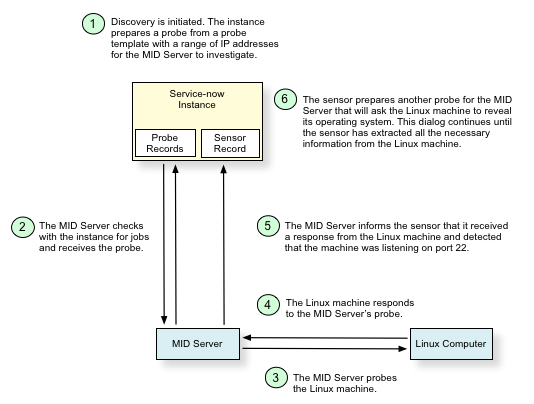 1
Discovery is initiated. The instance
prepares a probe from a probe
template with a range of IP addresses
for the MID Server to investigate.
Service-now
Instance
Probe
Records
Sensor
Record
6
The sensor prepares another probe for the MID
Server that will ask the Linux machine to reveal
its operating system. This dialog continues until
the sensor has extracted all the necessary
information from the Linux machine.
2
The MID Server checks
with the instance for jobs
and receives the probe.
5
The MID Server informs the sensor that it received
a response from the Linux machine and detected
that the machine was listening on port 22.
4
The Linux machine responds
to the MID Server's probe.
MID Server
Linux Computer
3
The MID Server probes
the Linux machine.